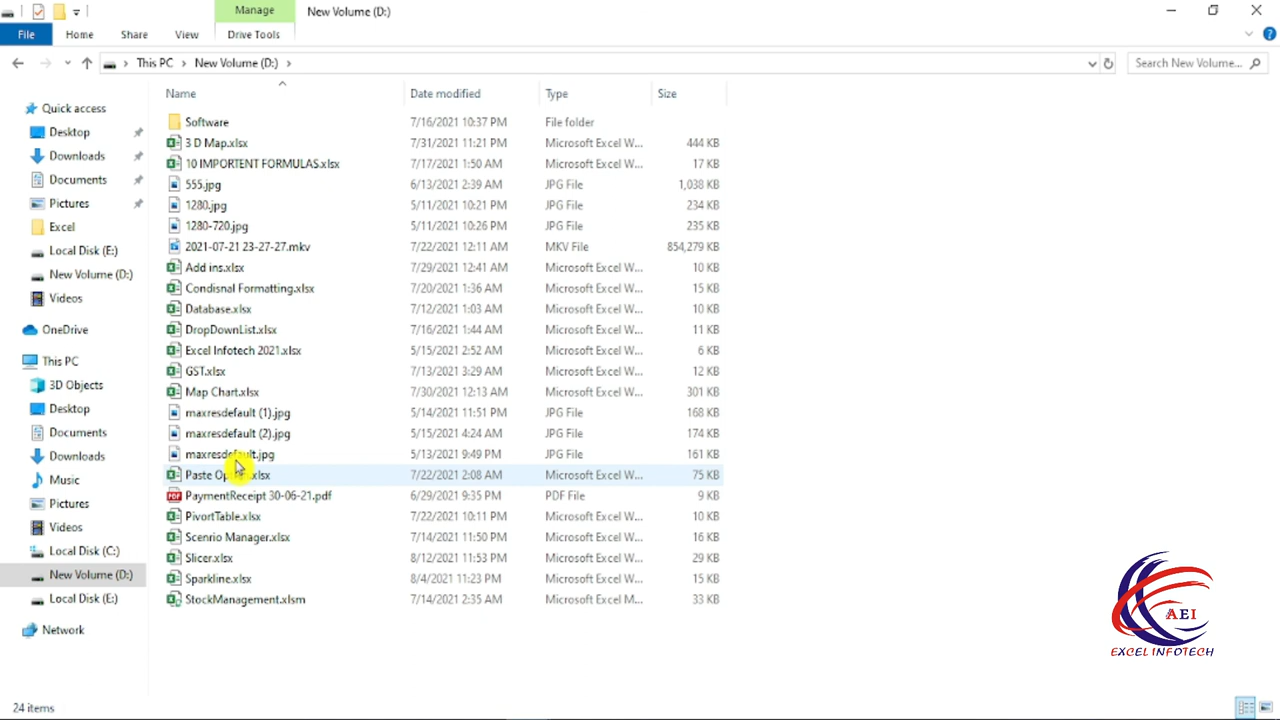 Manage
New Volume (D:)
File
Home
Share
View
Drive Tools
This PC
New Volume (D:)
Search New Volume...
Name
Date modified
Type
Size
Quick access
Desktop
Downloads
Documents
Pictures
Excel
Local Disk (E:)
New Volume (D:)
Videos
OneDrive
This PC
3D Objects
Desktop
Documents
Downloads
Music
Pictures
Videos
Local Disk (C:)
New Volume (D:)
Local Disk (E:)
Network
Software 7/16/2021 10:37 PM File folder
3 D Map.xlsx 7/31/2021 11:21 PM Microsoft Excel W... 444 KB
10 IMPORTENT FORMULAS.xlsx 7/17/2021 1:50 AM Microsoft Excel W... 17 KB
555.jpg 6/13/2021 2:39 AM JPG File 1,038 KB
1280.jpg 5/11/2021 10:21 PM JPG File 234 KB
1280-720.jpg 5/11/2021 10:26 PM JPG File 235 KB
2021-07-21 23-27-27.mkv 7/22/2021 12:11 AM MKV File 854,279 KB
Add ins.xlsx 7/29/2021 12:41 AM Microsoft Excel W... 10 KB
Condisnal Formatting.xlsx 7/20/2021 1:36 AM Microsoft Excel W... 15 KB
Database.xlsx 7/12/2021 1:03 AM Microsoft Excel W... 10 KB
DropDownList.xlsx 7/16/2021 1:44 AM Microsoft Excel W... 11 KB
Excel Infotech 2021.xlsx 5/15/2021 2:52 AM Microsoft Excel W... 6 KB
GST.xlsx 7/13/2021 3:29 AM Microsoft Excel W... 12 KB
Map Chart.xlsx 7/30/2021 12:13 AM Microsoft Excel W... 301 KB
maxresdefault (1).jpg 5/14/2021 11:51 PM JPG File 168 KB
maxresdefault (2).jpg 5/15/2021 4:24 AM JPG File 174 KB
maxresdefault.jpg 5/13/2021 9:49 PM JPG File 161 KB
Paste 7/22/2021 2:08 AM Microsoft Excel W... 75 KB
PaymentReceipt 30-06-21.pdf 6/29/2021 9:35 PM PDF File 9 KB
PivortTable.xlsx 7/22/2021 10:11 PM Microsoft Excel W... 10 KB
Scenrio Manager.xlsx 7/14/2021 11:50 PM Microsoft Excel W... 16 KB
Slicer.xlsx 8/12/2021 11:53 PM Microsoft Excel W... 29 KB
Sparkline.xlsx 8/4/2021 11:23 PM Microsoft Excel W... 15 KB
StockManagement.xlsm 7/14/2021 2:35 AM Microsoft Excel M... 33 KB
AEI
EXCEL INFOTECH
24 items